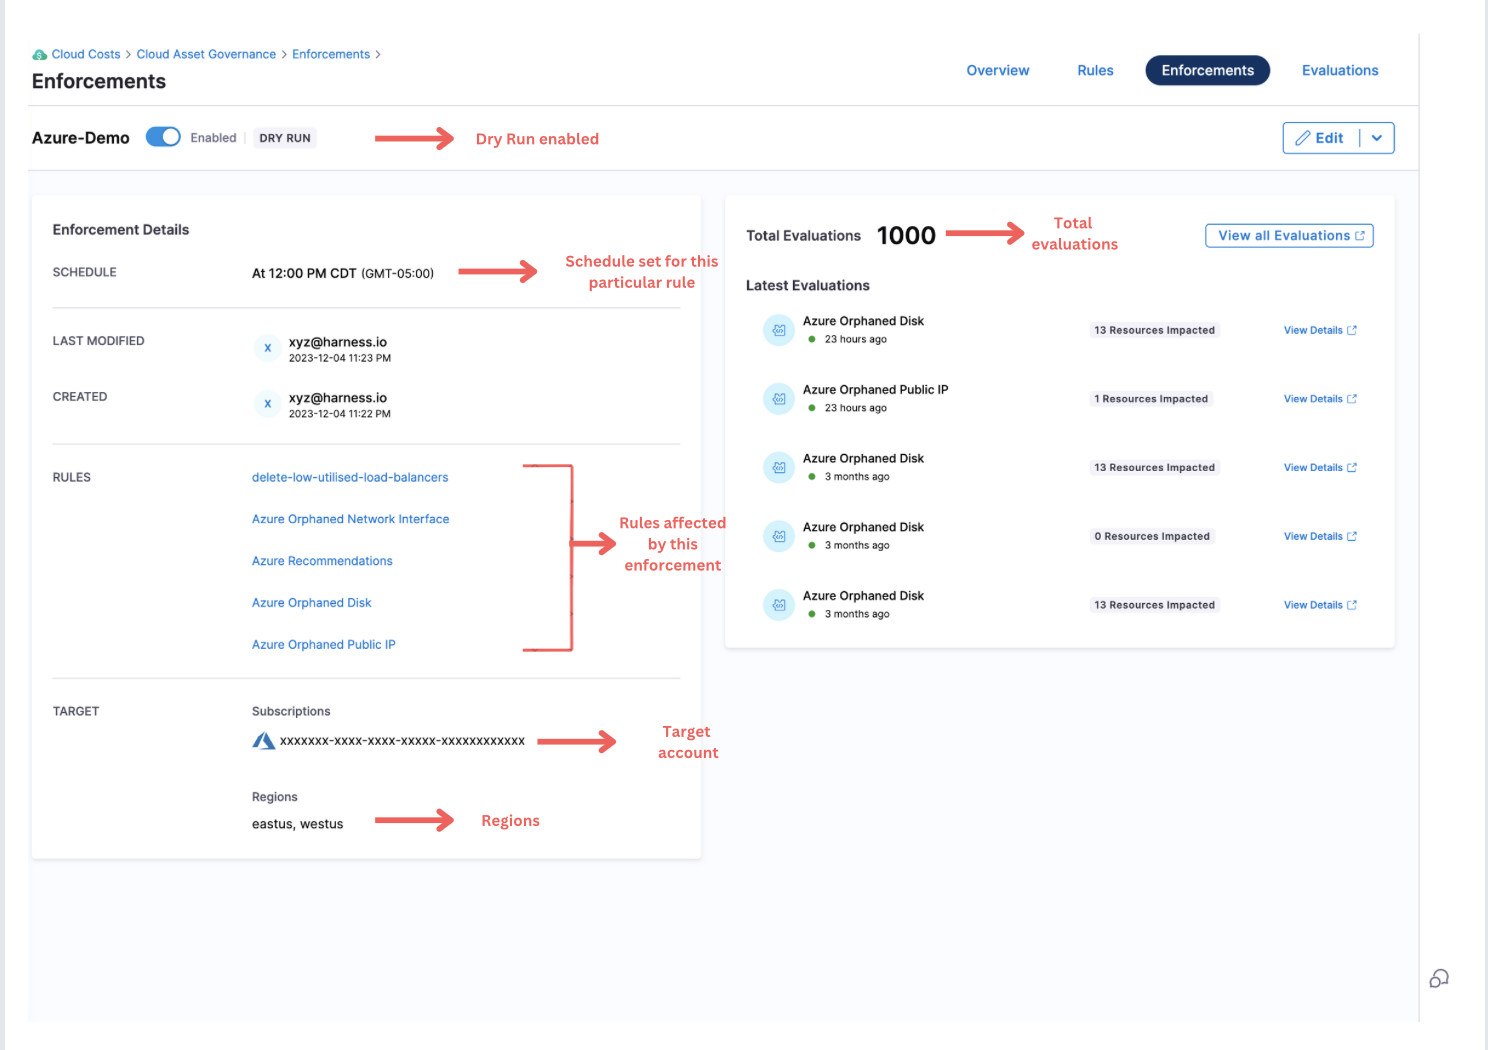 Cloud Costs > Cloud Asset Governance > Enforcements >
Enforcements
Overview
Rules
Enforcements
Evaluations
Azure-Demo
Enabled
DRY RUN
Dry Run enabled
Edit
Enforcement Details
SCHEDULE
At 12:00 PM CDT (GMT-05:00)
Schedule set for this
particular rule
LAST MODIFIED
X
xyz@harness.io
2023-12-04 11:23 PM
CREATED
X
xyz@harness.io
2023-12-04 11:22 PM
RULES
delete-low-utilised-load-balancers
Azure Orphaned Network Interface
Azure Recommendations
Azure Orphaned Disk
Azure Orphaned Public IP
Rules affected
by this
enforcement
TARGET
Subscriptions
xxxxxxx-xxxx-xxxx-xxxxx-xxxxxxxxxxxx
Target
account
Regions
eastus, westus
Regions
Total Evaluations 1000
Total
evaluations
View all Evaluations
Latest Evaluations
Azure Orphaned Disk
23 hours ago
13 Resources Impacted
View Details
Azure Orphaned Public IP
23 hours ago
1 Resources Impacted
View Details
Azure Orphaned Disk
3 months ago
13 Resources Impacted
View Details
Azure Orphaned Disk
3 months ago
0 Resources Impacted
View Details
Azure Orphaned Disk
3 months ago
13 Resources Impacted
View Details